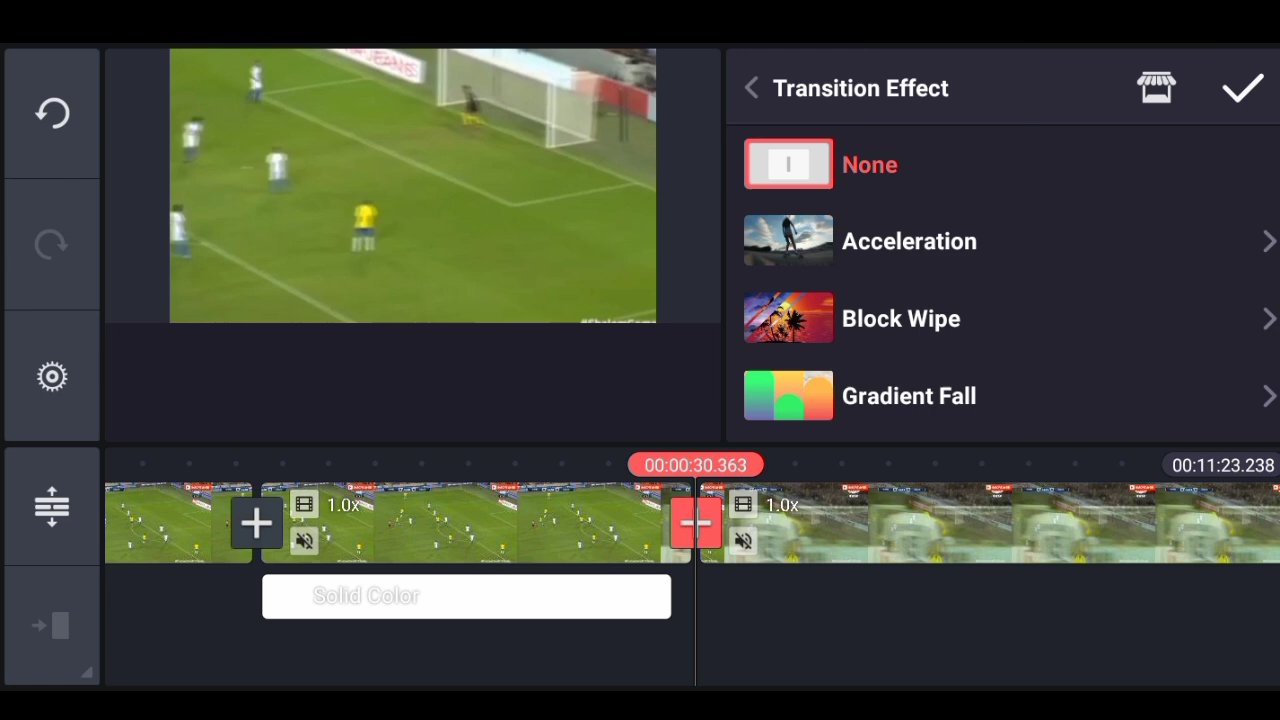 Transition Effect
None
Acceleration
Block Wipe
Gradient Fall
00:00:30.363
00:11:23.238
1.0x
1.0x
Solid Color